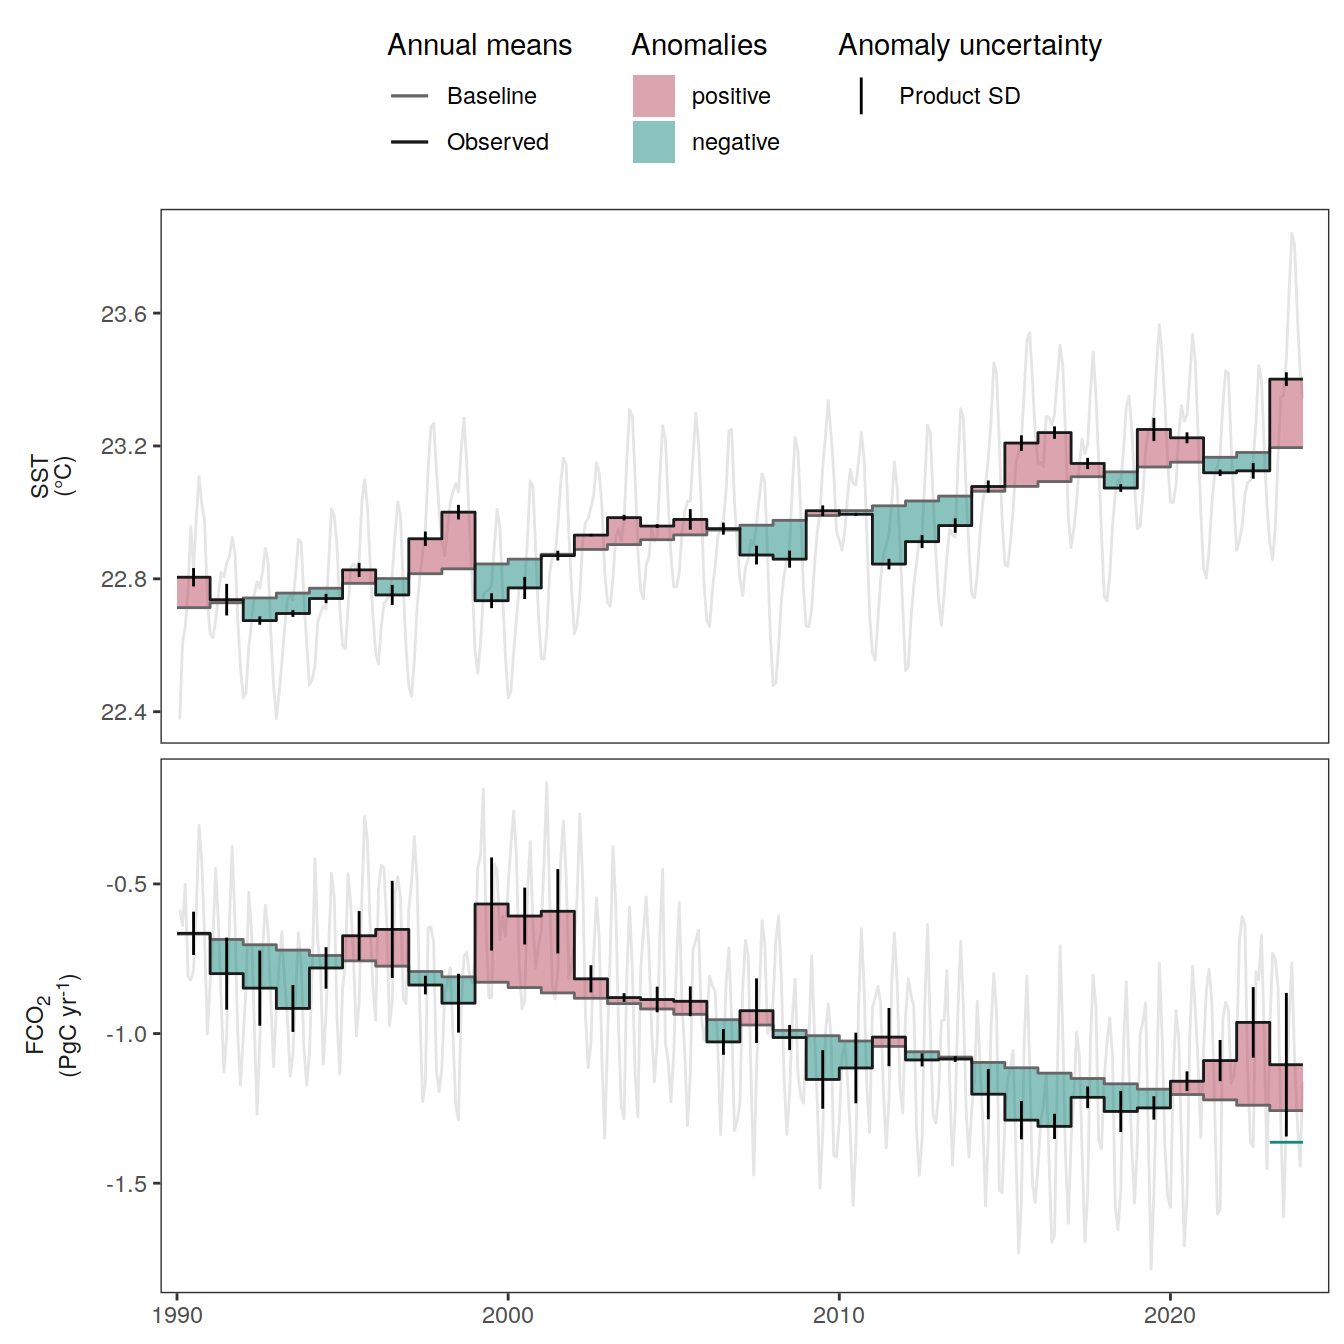 Annual means
Baseline
Observed
Anomalies
positive
negative
Anomaly uncertainty
Product SD
SST
(°C)
23.6
23.2
22.8
22.4
FCO₂
(PgC yr⁻¹)
-0.5
-1.0
-1.5
1990 2000 2010 2020